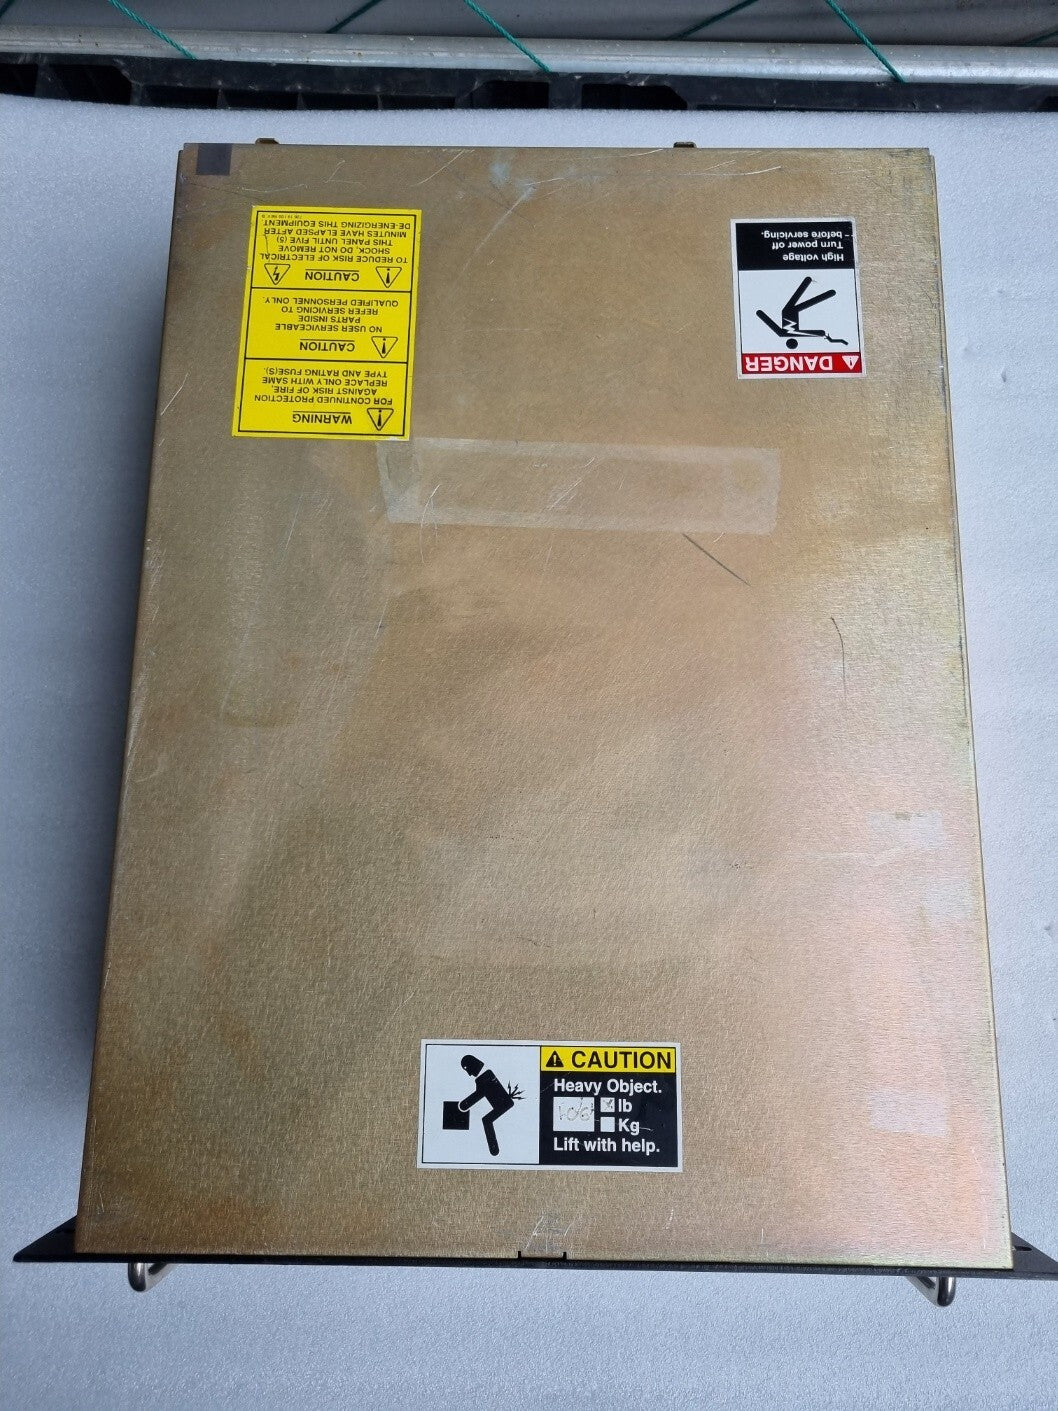 WARNING
FOR CONTINUED PROTECTION
AGAINST RISK OF FIRE,
REPLACE ONLY WITH SAME
TYPE AND RATING FUSE(S).
CAUTION
NO USER SERVICEABLE
PARTS INSIDE
REFER SERVICING TO
QUALIFIED PERSONNEL ONLY.
CAUTION
TO REDUCE RISK OF ELECTRICAL
SHOCK, DO NOT REMOVE
THIS PANEL UNTIL FIVE(5)
MINUTES HAVE ELAPSED AFTER
DE-ENERGIZING THIS EQUIPMENT
DANGER
High voltage
Turn power off
before servicing.
CAUTION
Heavy Object.
lb
Kg
Lift with help.